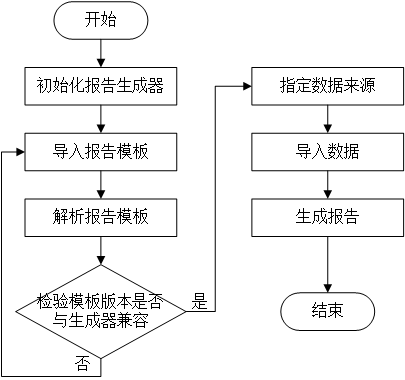 开始
初始化报告生成器
导入报告模板
解析报告模板
检验模板版本是否
与生成器兼容
是
否
指定数据来源
导入数据
生成报告
结束